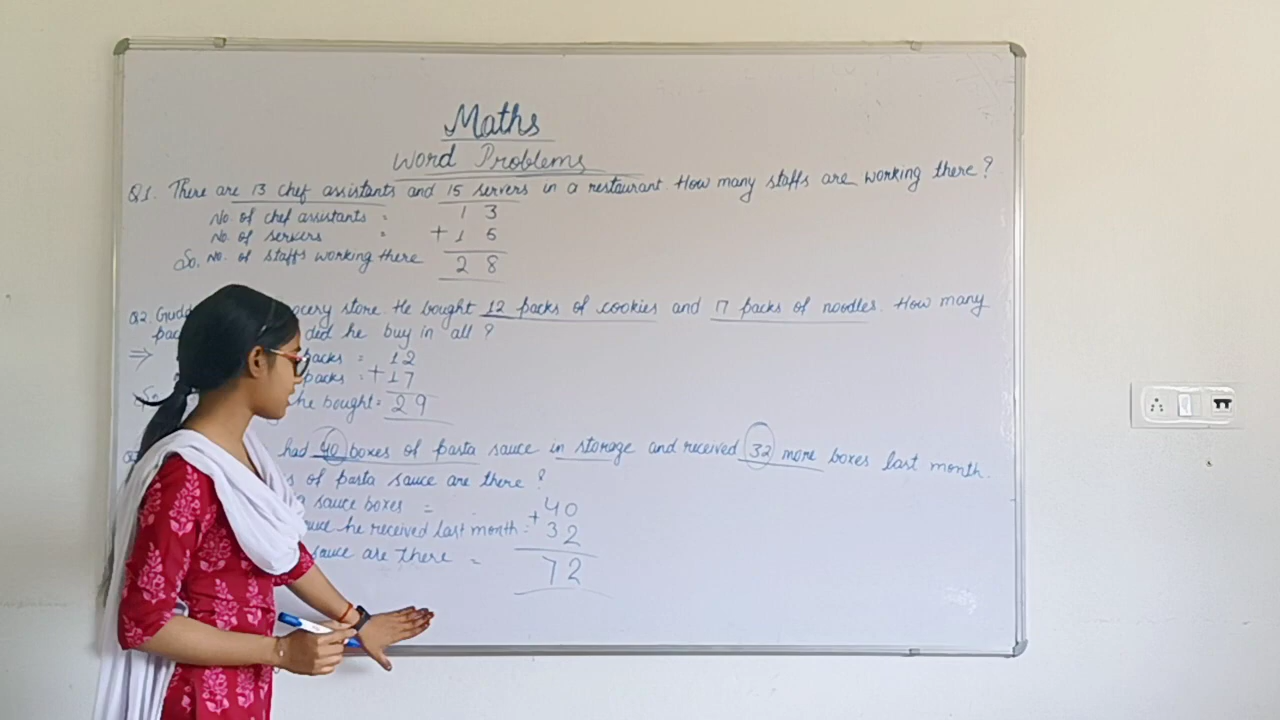 Maths
Word Problems
Q1. There are 13 chef assistants and 15 servers in a restaurant. How many staffs are working there?
No. of chef assistants = 13
No. of servers = +15
So, No. of staffs working there 28
Q2. Gudd ocery store. He bought 12 packs of cookies and 17 packs of noodles. How many
pac ded he buy in all?
⇒ packs = 12
So packs = +17
he bought = 29
had 40 boxes of pasta sauce in storage and received 32 more boxes last month.
s of pasta sauce are there?
sauce boxes = 40
he received last month = +32
sauce are there = 72